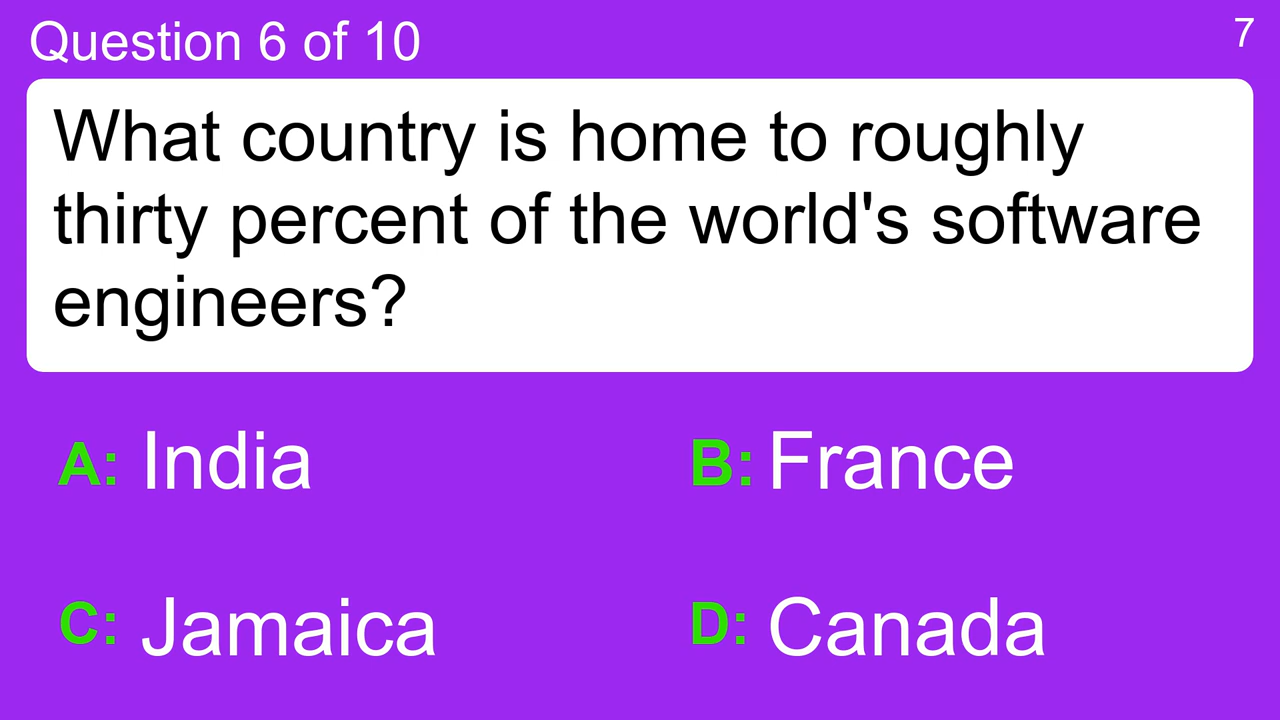 Question 6 of 10
7
What country is home to roughly
thirty percent of the world's software
engineers?
A: India
B: France
C: Jamaica
D: Canada